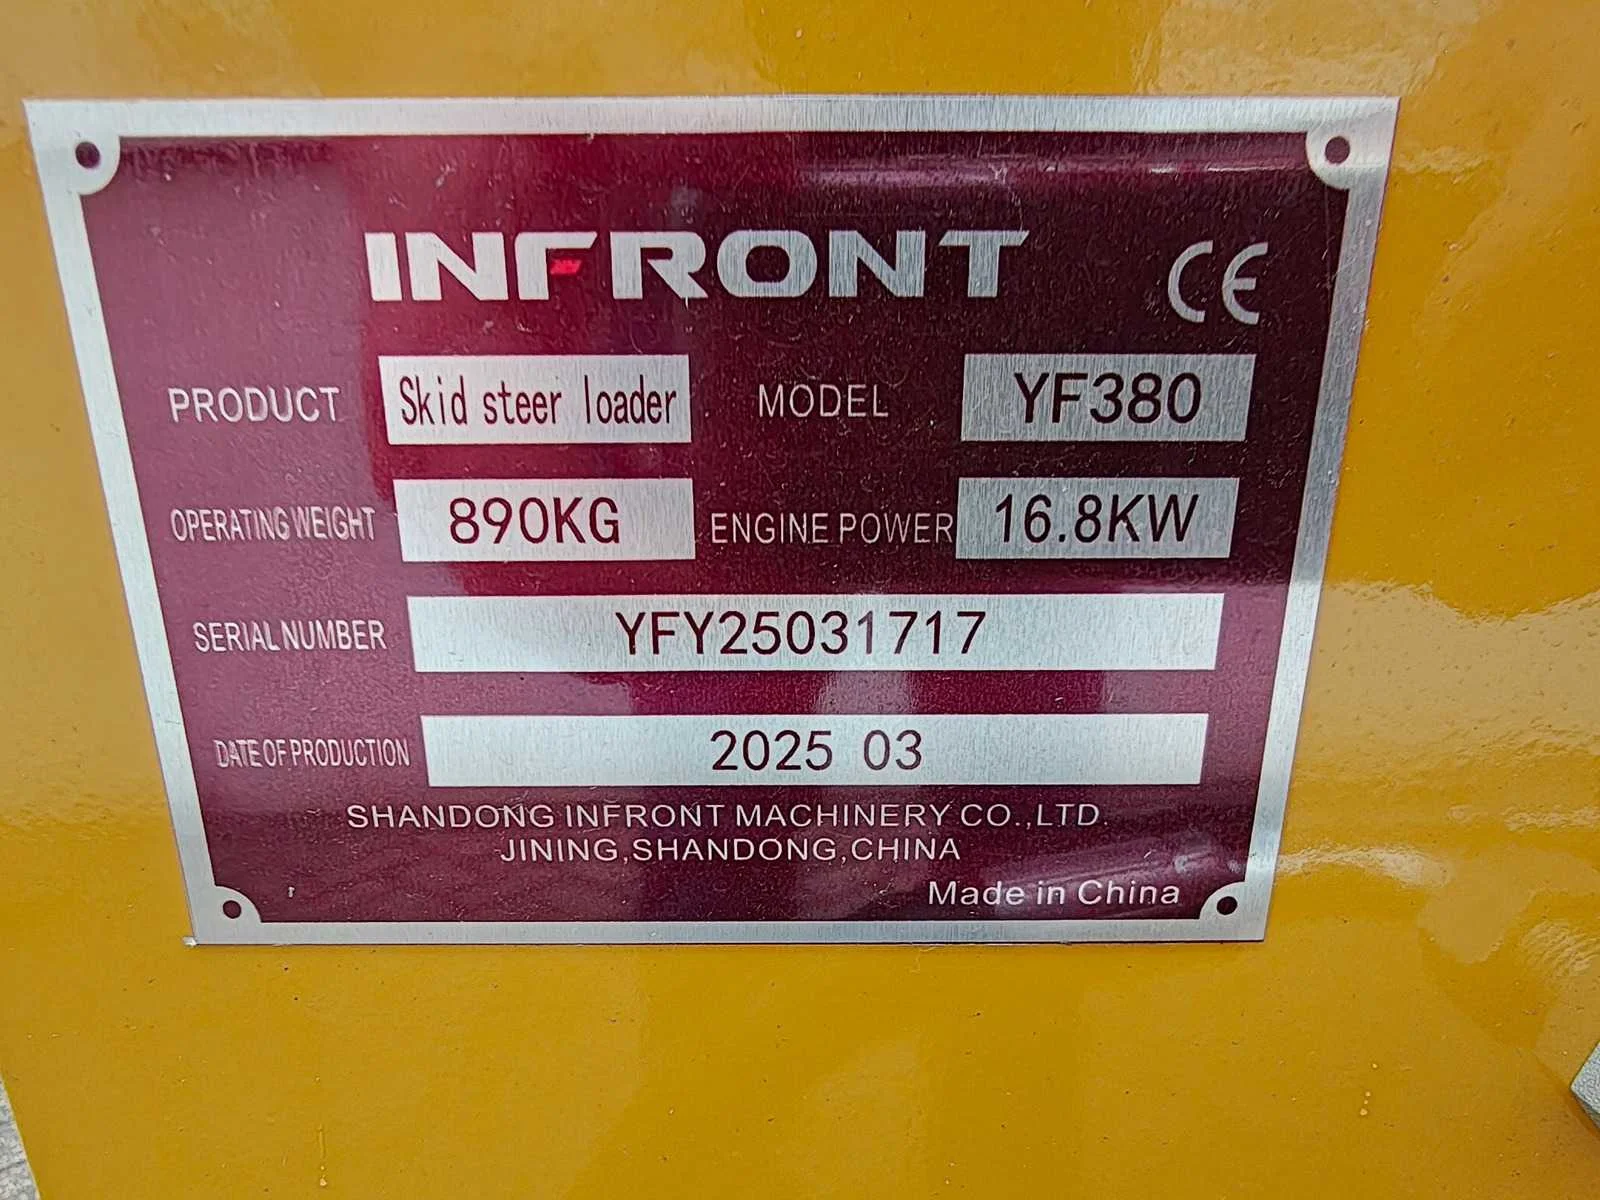 INFRONT CE
PRODUCT Skid steer loader MODEL YF380
OPERATING WEIGHT 890KG ENGINE POWER 16.8KW
SERIAL NUMBER YFY25031717
DATE OF PRODUCTION 2025 03
SHANDONG INFRONT MACHINERY CO.,LTD.
JINING,SHANDONG,CHINA
Made in China